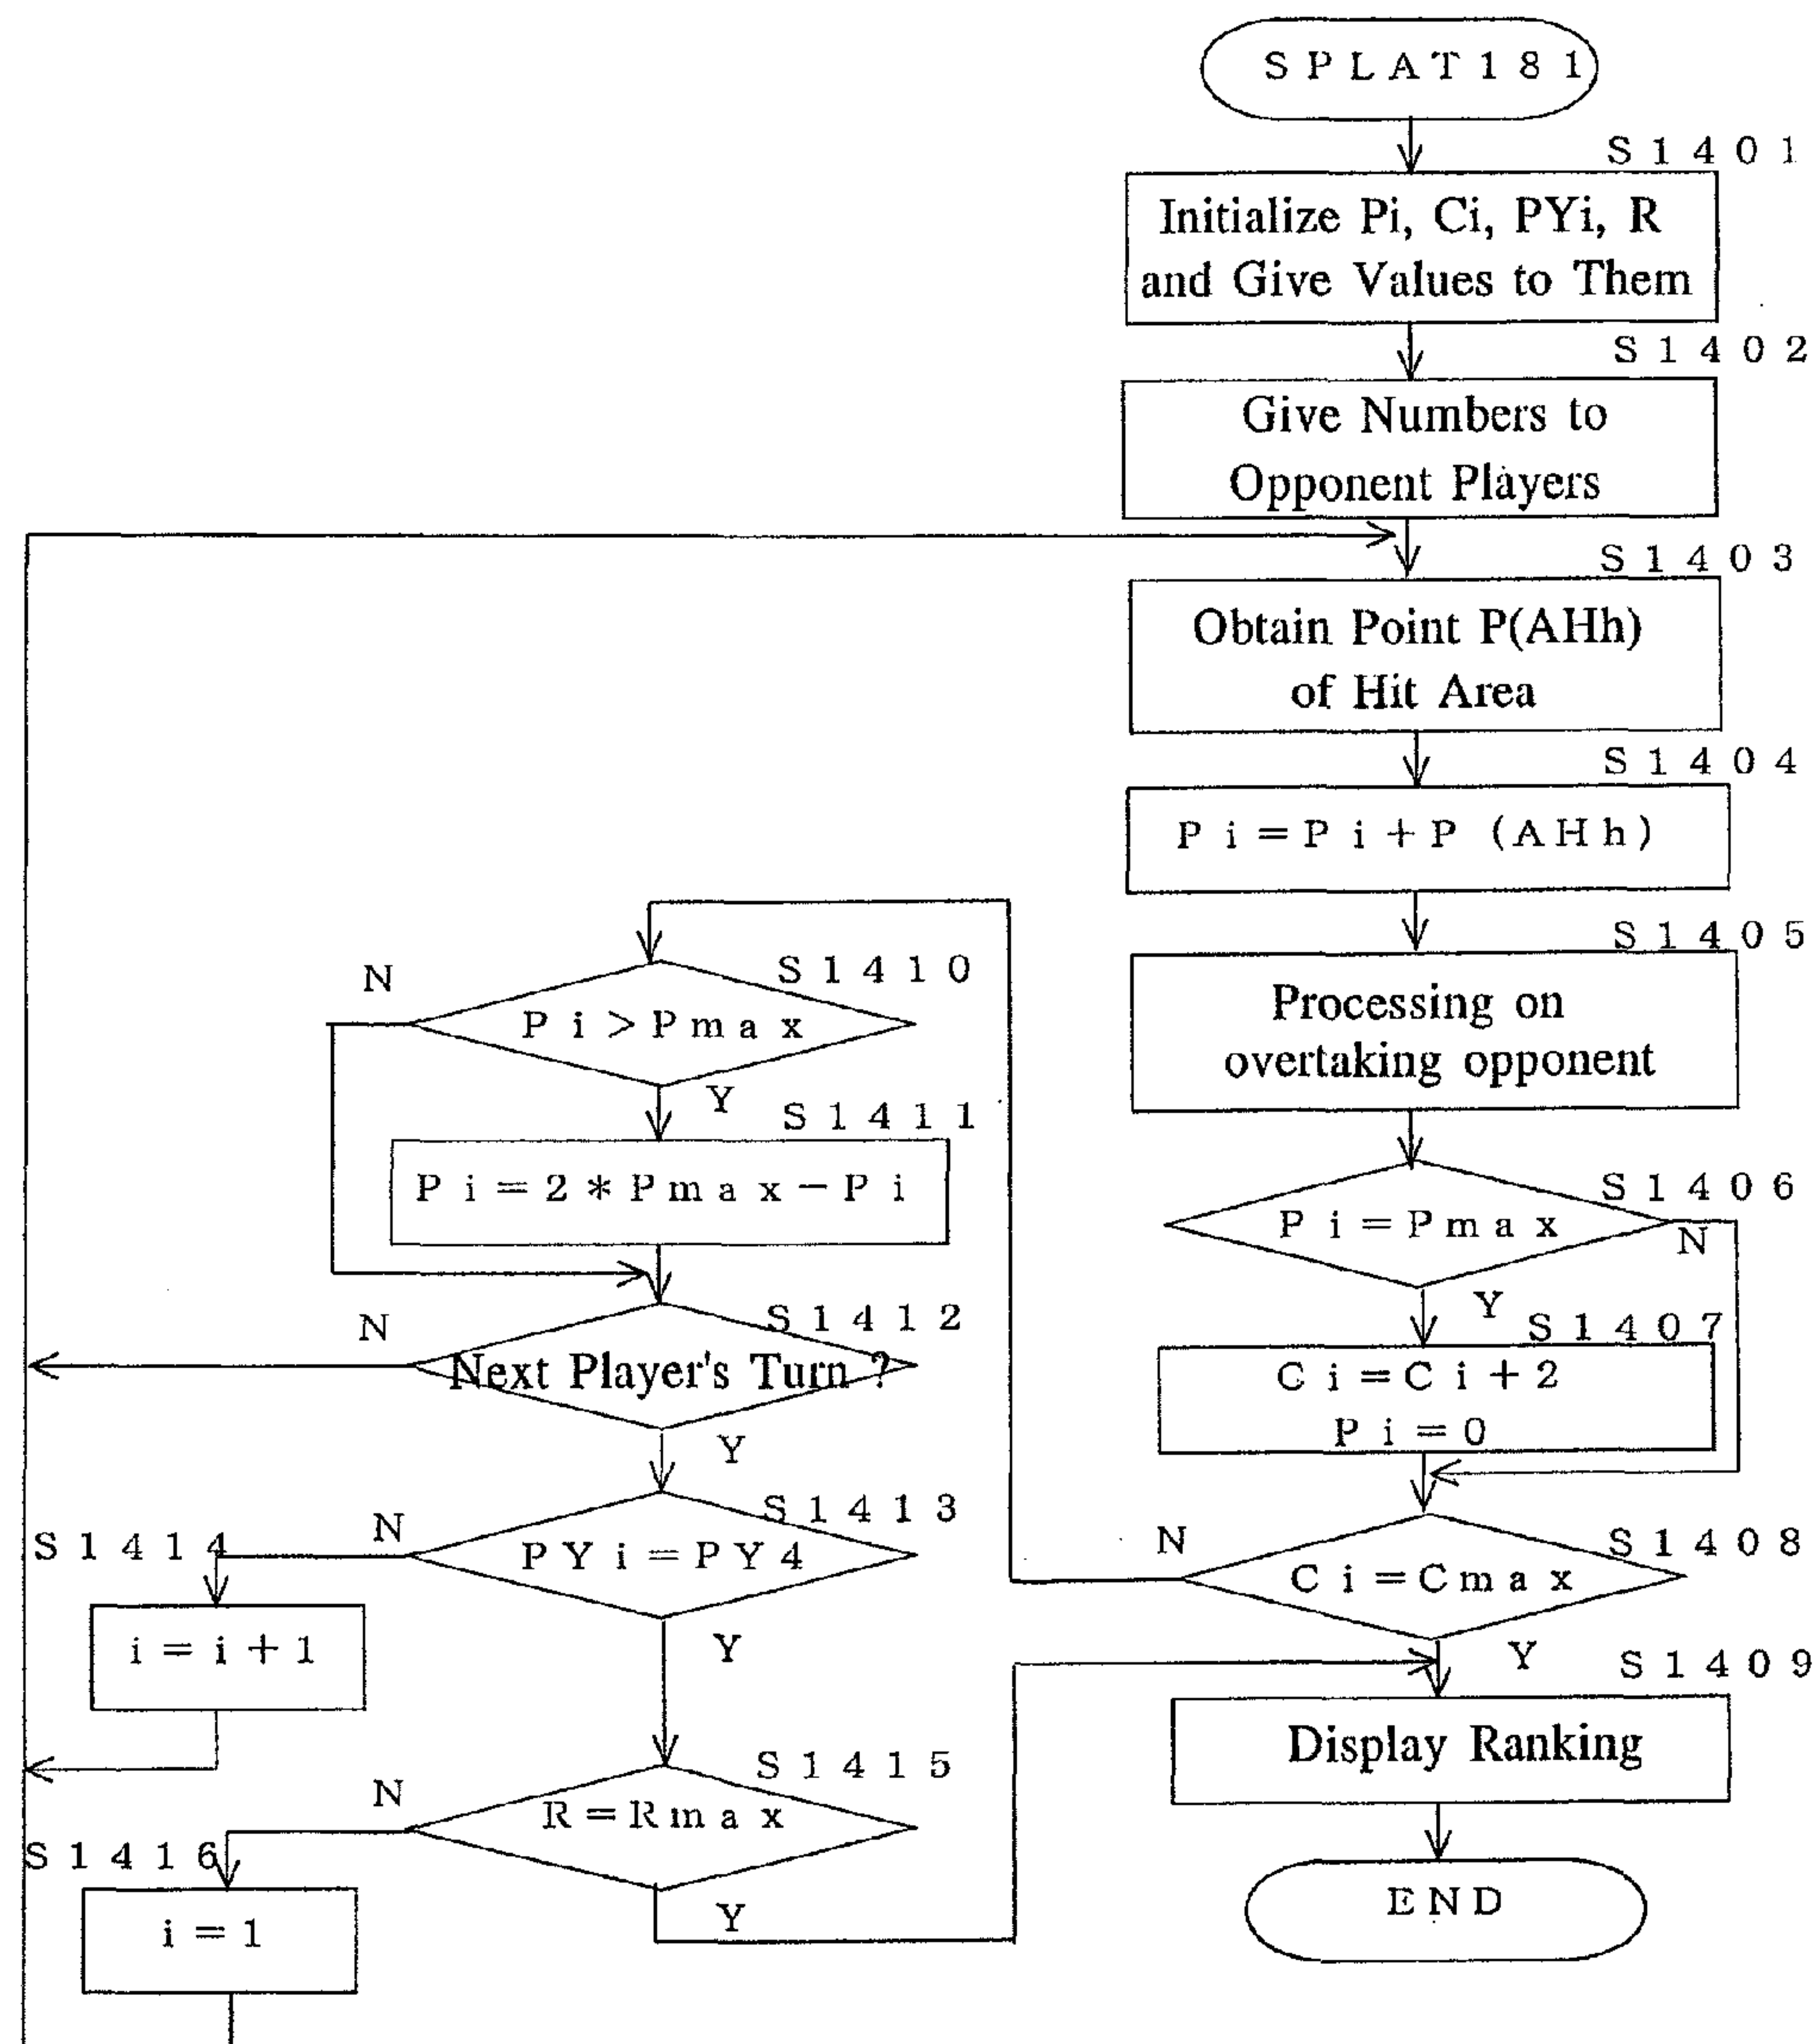 SPLAT181
S1401
Initialize Pi, Ci, PYi, R
and Give Values to Them
S1402
Give Numbers to
Opponent Players
S1403
Obtain Point P(AHh)
of Hit Area
S1404
Pi=Pi+P(AHh)
S1405
Processing on
overtaking opponent
S1406
Pi=Pmax
N
Y
S1407
Ci=Ci+2
Pi=0
S1408
N
Ci=Cmax
Y
S1409
Display Ranking
END
S1410
N
Pi>Pmax
Y
S1411
Pi=2*Pmax-Pi
S1412
N
Next Player's Turn ?
Y
S1413
N
PYi=PY4
Y
S1414
i=i+1
S1415
N
R=Rmax
Y
S1416
i=1